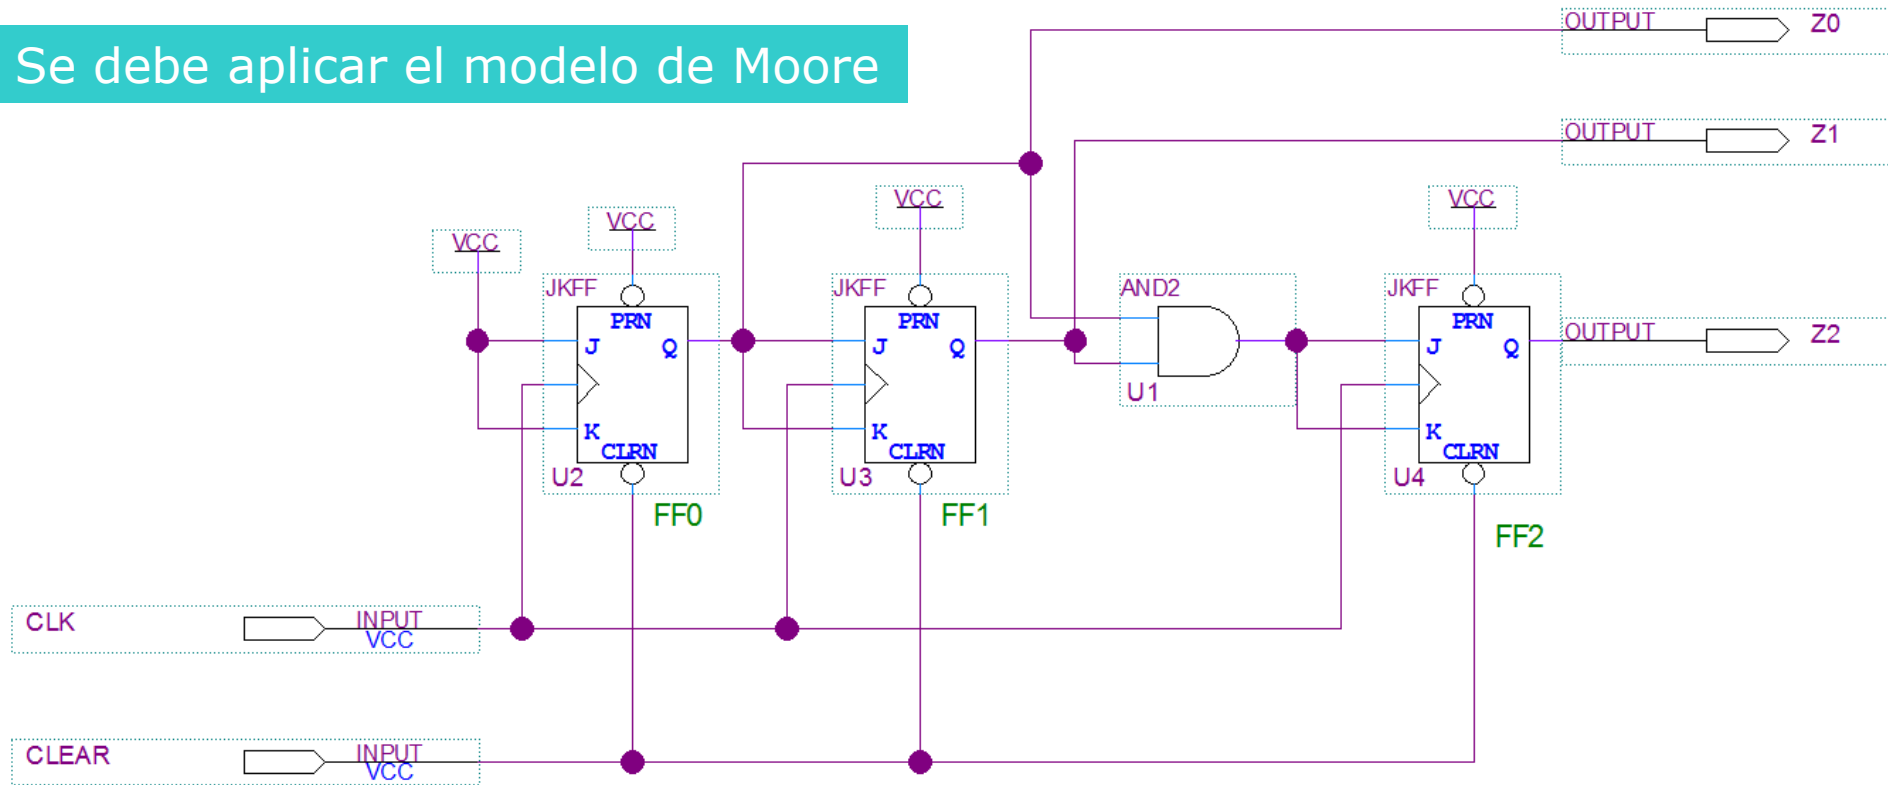 Se debe aplicar el modelo de Moore
OUTPUT Z0
OUTPUT Z1
VCC
VCC
VCC
VCC
JKFF
PRN
J Q
K
CLRN
U2
FF0
JKFF
PRN
J Q
K
CLRN
U3
FF1
AND2
U1
JKFF
PRN
J Q
K
CLRN
U4
FF2
OUTPUT Z2
CLK INPUT
VCC
CLEAR INPUT
VCC